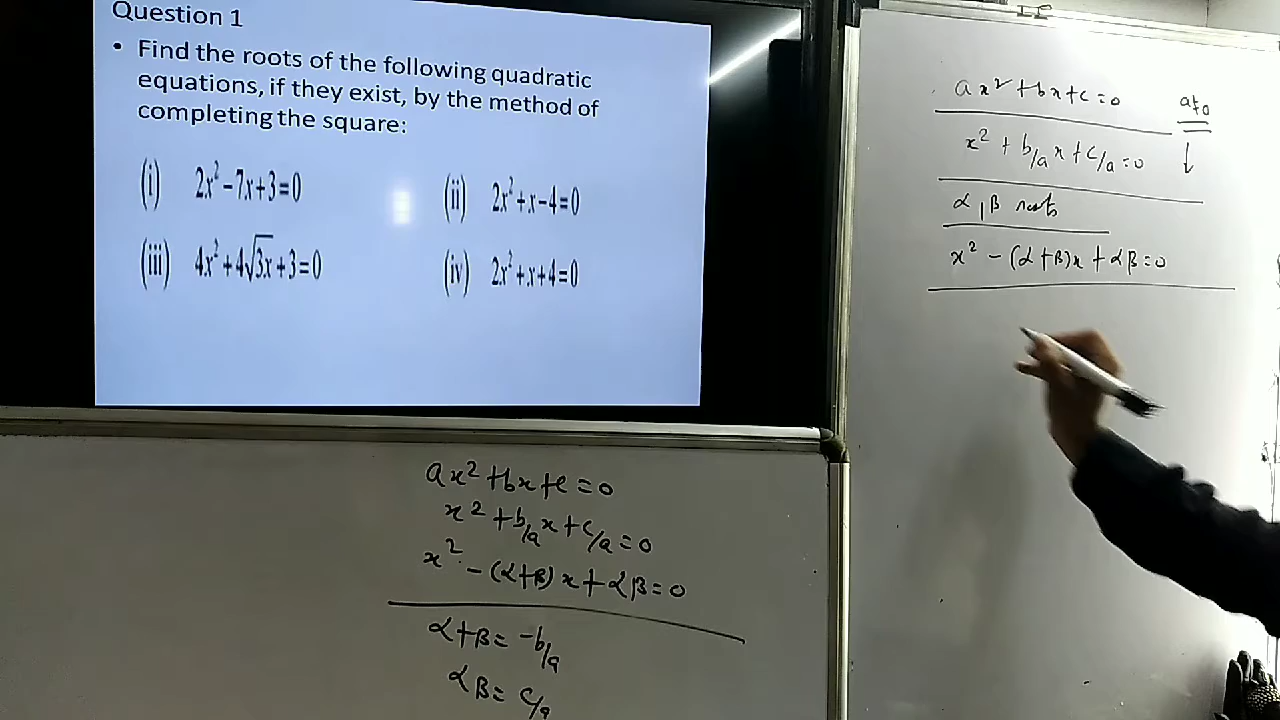 Question 1
• Find the roots of the following quadratic
equations, if they exist, by the method of
completing the square:
(i) 2x²-7x+3=0 (ii) 2x²+x-4=0
(iii) 4x²+4√3x+3=0 (iv) 2x²+x+4=0
ax²+bx+c=0
x²+b/a x+c/a=0
x²-(α+β)x+αβ=0
α+β=-b/a
αβ=c/a
ax²+bx+c=0 a≠0
x²+b/a x+c/a=0 ↓
α, β roots
x²-(α+β)x+αβ=0